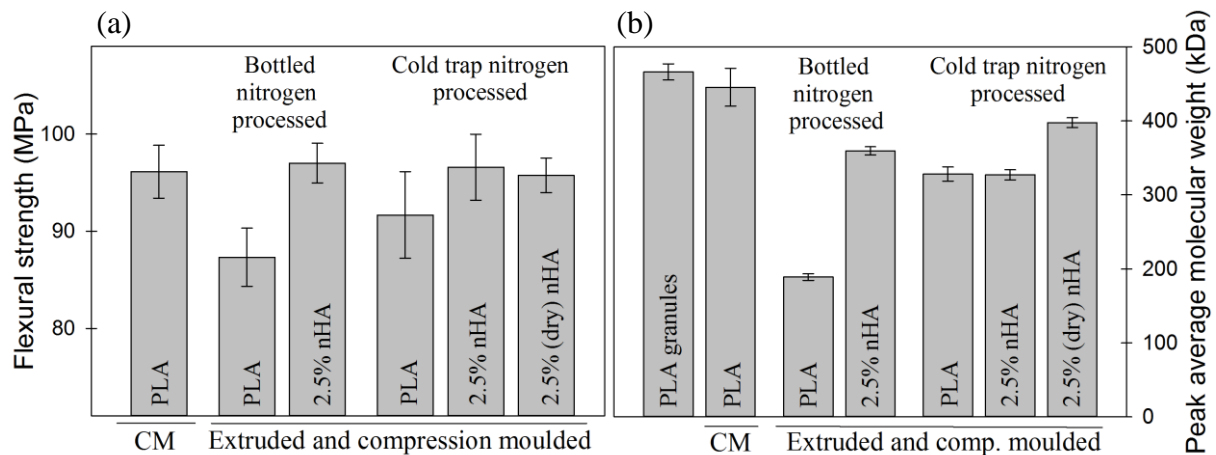 (a)
Flexural strength (MPa)
100
90
80
Bottled
nitrogen
processed
Cold trap nitrogen
processed
PLA
PLA
2.5% nHA
PLA
2.5% nHA
2.5% (dry) nHA
CM
Extruded and compression moulded
(b)
Bottled
nitrogen
processed
Cold trap nitrogen
processed
PLA granules
PLA
PLA
2.5% nHA
PLA
2.5% nHA
2.5% (dry) nHA
CM
Extruded and comp. moulded
500
400
300
200
100
0
Peak average molecular weight (kDa)